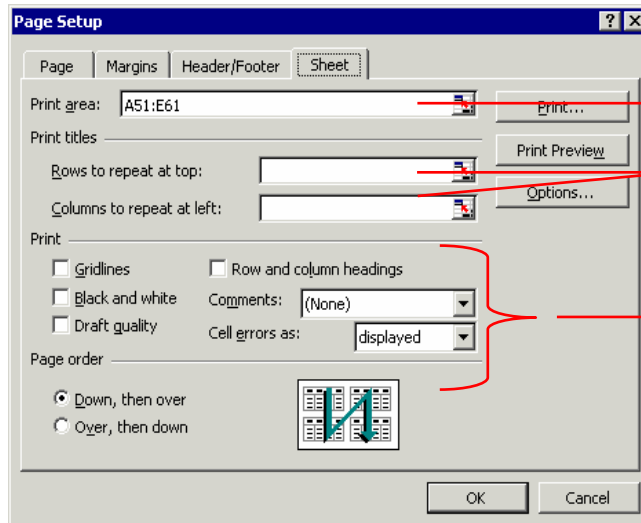 Page Setup
Page Margins Header/Footer Sheet
Print area: A51:E61 Print...
Print titles Print Preview
Rows to repeat at top:
Columns to repeat at left: Options...
Print
Gridlines Row and column headings
Black and white Comments: (None)
Draft quality Cell errors as: displayed
Page order
Down, then over
Over, then down
OK Cancel